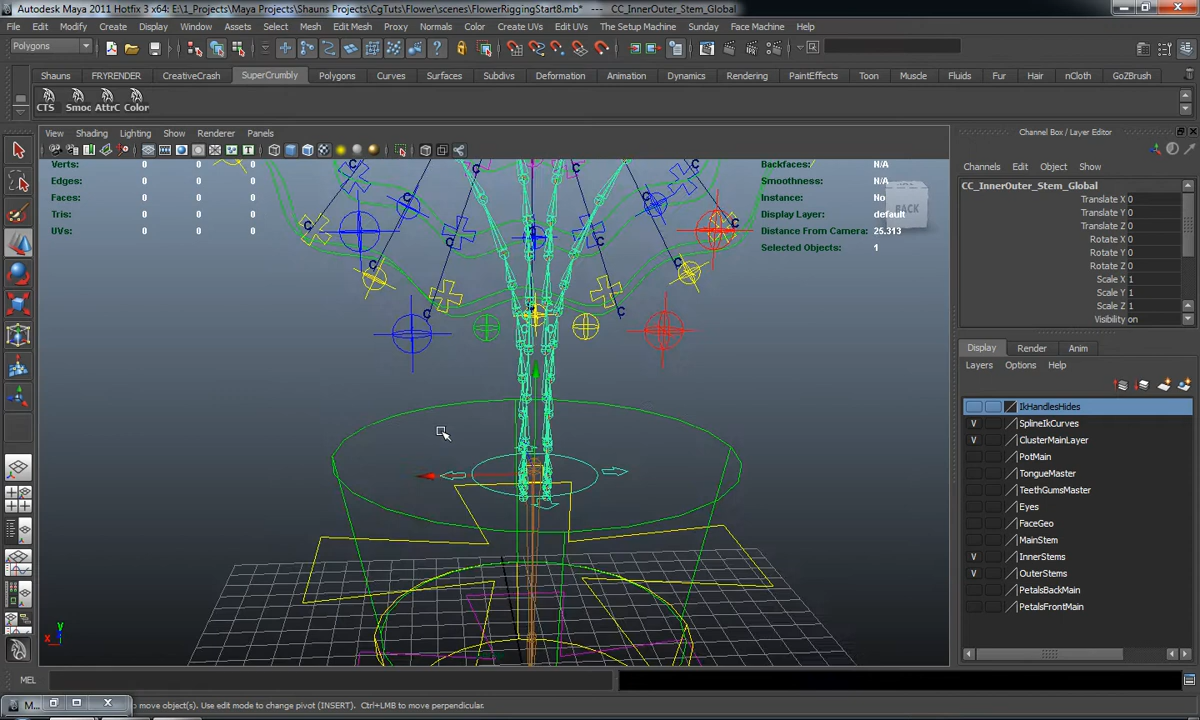 Autodesk Maya 2011 Hotfix 3 x64: E:\1_Projects\Maya Projects\Shauns Projects\CgTuts\Flower\scenes\FlowerRiggingStart8.mb* --- CC_InnerOuter_Stem_Global
File Edit Modify Create Display Window Assets Select Mesh Edit Mesh Proxy Normals Color Create UVs Edit UVs The Setup Machine Sunday Face Machine Help
Polygons
Shauns FRYRENDER CreativeCrash SuperCrumbly Polygons Curves Surfaces Subdivs Deformation Animation Dynamics Rendering PaintEffects Toon Muscle Fluids Fur Hair nCloth GoZBrush
CTS Smoc AttrC Color
Channel Box / Layer Editor
View Shading Lighting Show Renderer Panels
Channels Edit Object Show
Verts: 0 0 0
Edges: 0 0 0
Faces: 0 0 0
Tris: 0 0 0
UVs: 0 0 0
Backfaces: N/A
Smoothness: N/A
Instance: No
Display Layer: default
Distance From Camera: 25.313
Selected Objects: 1
BACK
CC_InnerOuter_Stem_Global
Translate X 0
Translate Y 0
Translate Z 0
Rotate X 0
Rotate Y 0
Rotate Z 0
Scale X 1
Scale Y 1
Scale Z 1
Visibility on
Display Render Anim
Layers Options Help
IkHandlesHides
V SplineIkCurves
V ClusterMainLayer
PotMain
TongueMaster
TeethGumsMaster
Eyes
FaceGeo
MainStem
V InnerStems
V OuterStems
PetalsBackMain
PetalsFrontMain
y
x
MEL
M...
to move object(s). Use edit mode to change pivot (INSERT). Ctrl+LMB to move perpendicular.